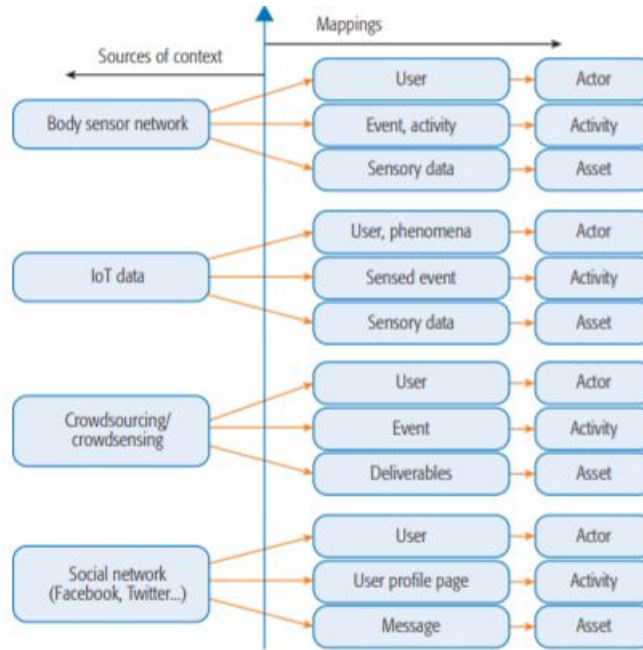 Mappings
Sources of context
Body sensor network
User
Actor
Event, activity
Activity
Sensory data
Asset
IoT data
User, phenomena
Actor
Sensed event
Activity
Sensory data
Asset
Crowdsourcing/
crowdsensing
User
Actor
Event
Activity
Deliverables
Asset
Social network
(Facebook, Twitter...)
User
Actor
User profile page
Activity
Message
Asset